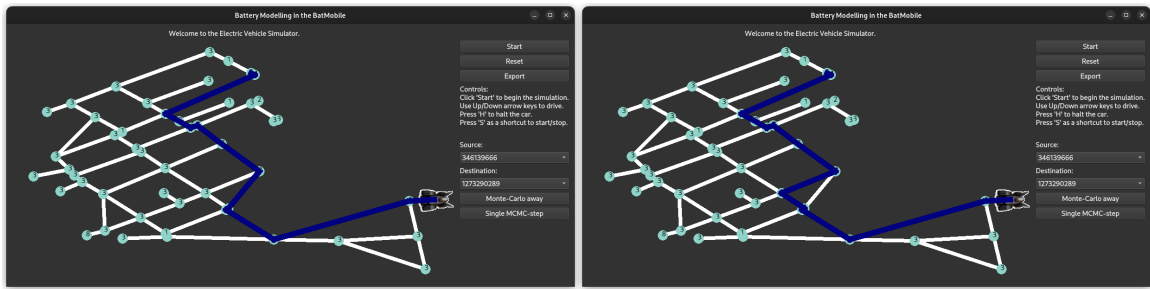 Battery Modelling in the BatMobile
Welcome to the Electric Vehicle Simulator.
Start
Reset
Export
Controls:
Click 'Start' to begin the simulation.
Use Up/Down arrow keys to drive.
Press 'H' to halt the car.
Press 'S' as a shortcut to start/stop.
Source:
346139666
Destination:
1273290289
Monte-Carlo away
Single MCMC-step
Battery Modelling in the BatMobile
Welcome to the Electric Vehicle Simulator.
Start
Reset
Export
Controls:
Click 'Start' to begin the simulation.
Use Up/Down arrow keys to drive.
Press 'H' to halt the car.
Press 'S' as a shortcut to start/stop.
Source:
346139666
Destination:
1273290289
Monte-Carlo away
Single MCMC-step